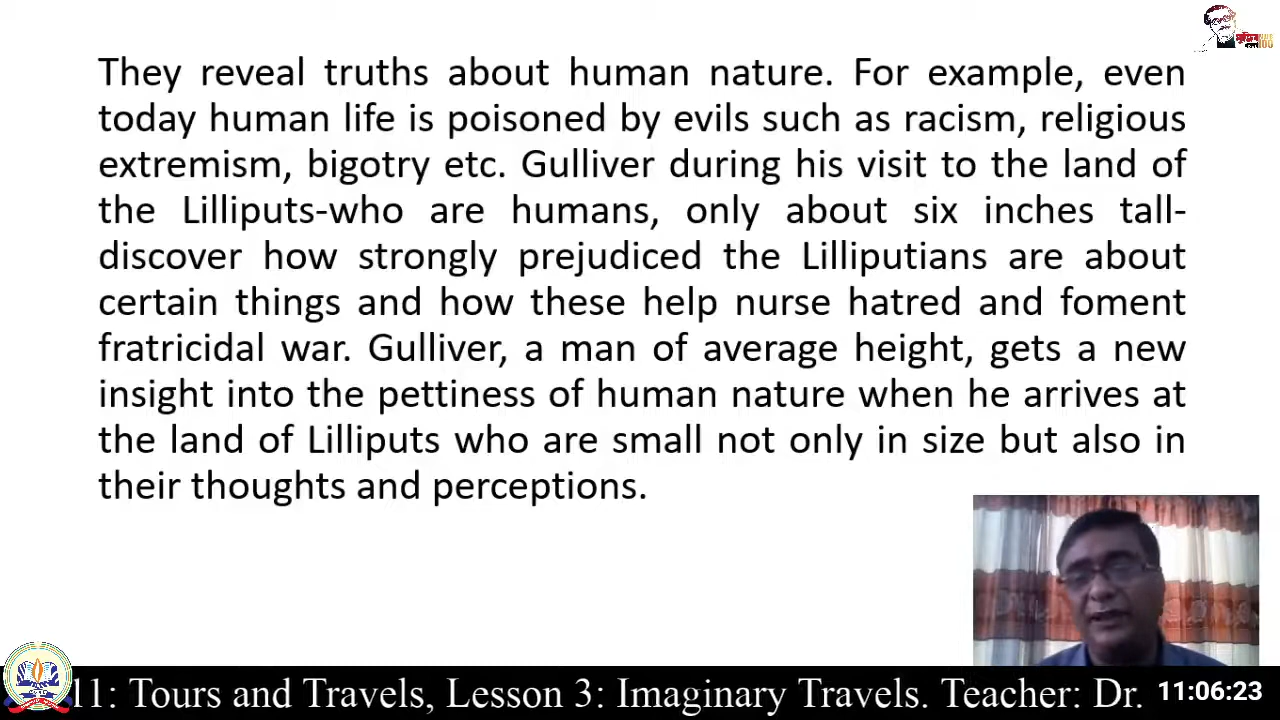 They reveal truths about human nature. For example, even
today human life is poisoned by evils such as racism, religious
extremism, bigotry etc. Gulliver during his visit to the land of
the Lilliputs-who are humans, only about six inches tall-
discover how strongly prejudiced the Lilliputians are about
certain things and how these help nurse hatred and foment
fratricidal war. Gulliver, a man of average height, gets a new
insight into the pettiness of human nature when he arrives at
the land of Lilliputs who are small not only in size but also in
their thoughts and perceptions.
11: Tours and Travels, Lesson 3: Imaginary Travels. Teacher: Dr.
11:06:23